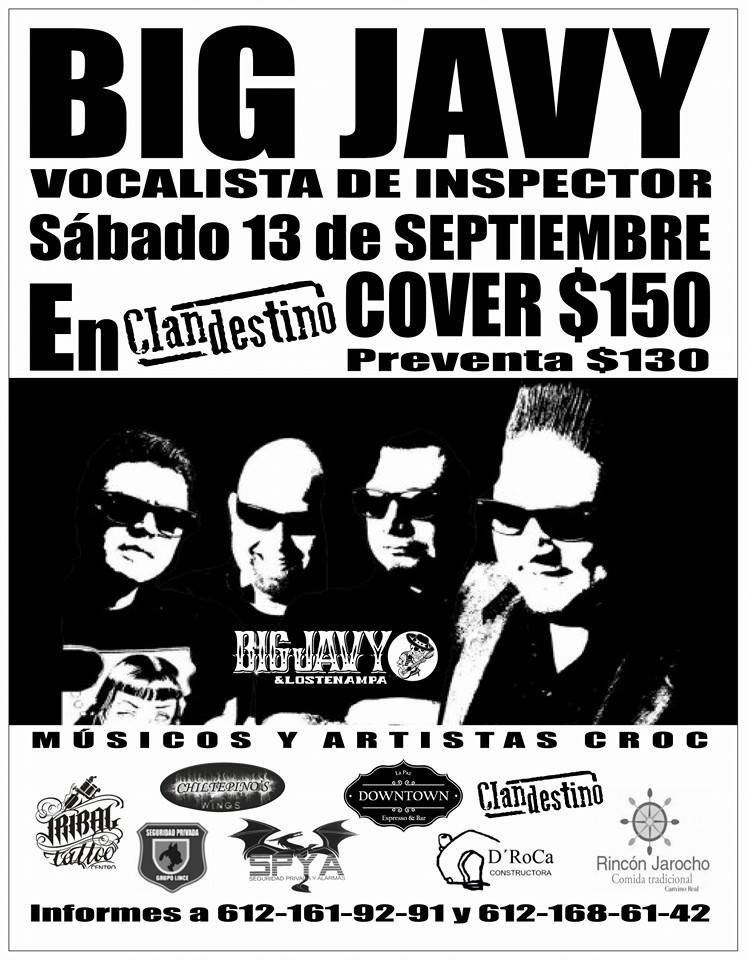 BIG JAVY
VOCALISTA DE INSPECTOR
Sábado 13 de SEPTIEMBRE
En Clandestino COVER $150
Preventa $130
BIG JAVY
& LOS TENAMPA
MÚSICOS Y ARTISTAS CROC
TRIBAL
tattoo
CENTER
CHILTEPINO'S
WINGS
La Paz
DOWNTOWN
Espresso & Bar
Clandestino
SEGURIDAD PRIVADA
GRUPO LINCE
SPYA
SEGURIDAD PRIVADA Y ALARMAS
D´RoCa
CONSTRUCTORA
Rincón Jarocho
Comida tradicional
Camino Real
Informes a 612-161-92-91 y 612-168-61-42